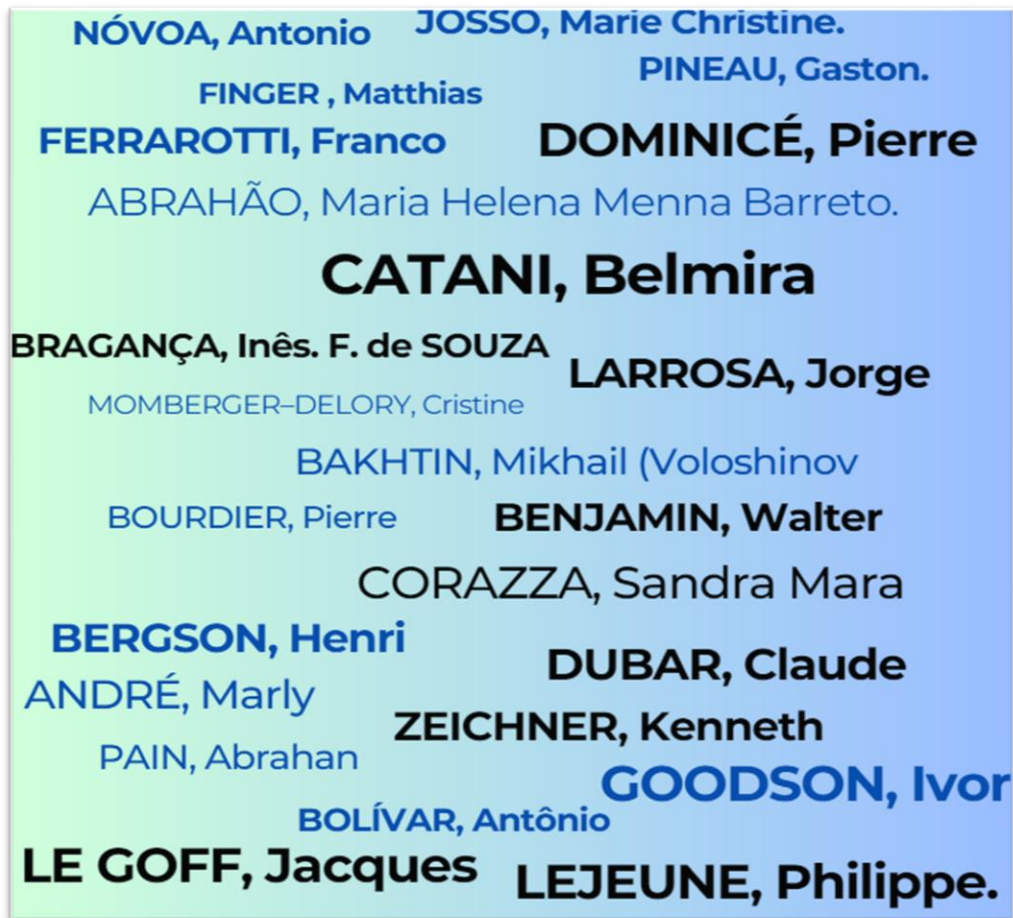 NÓVOA, Antonio
JOSSO, Marie Christine.
PINEAU, Gaston.
FINGER , Matthias
FERRAROTTI, Franco
DOMINICÉ, Pierre
ABRAHÃO, Maria Helena Menna Barreto.
CATANI, Belmira
BRAGANÇA, Inês. F. de SOUZA
LARROSA, Jorge
MOMBERGER–DELORY, Cristine
BAKHTIN, Mikhail (Voloshinov
BOURDIER, Pierre
BENJAMIN, Walter
CORAZZA, Sandra Mara
BERGSON, Henri
DUBAR, Claude
ANDRÉ, Marly
ZEICHNER, Kenneth
PAIN, Abrahan
GOODSON, Ivor
BOLÍVAR, Antônio
LE GOFF, Jacques
LEJEUNE, Philippe.